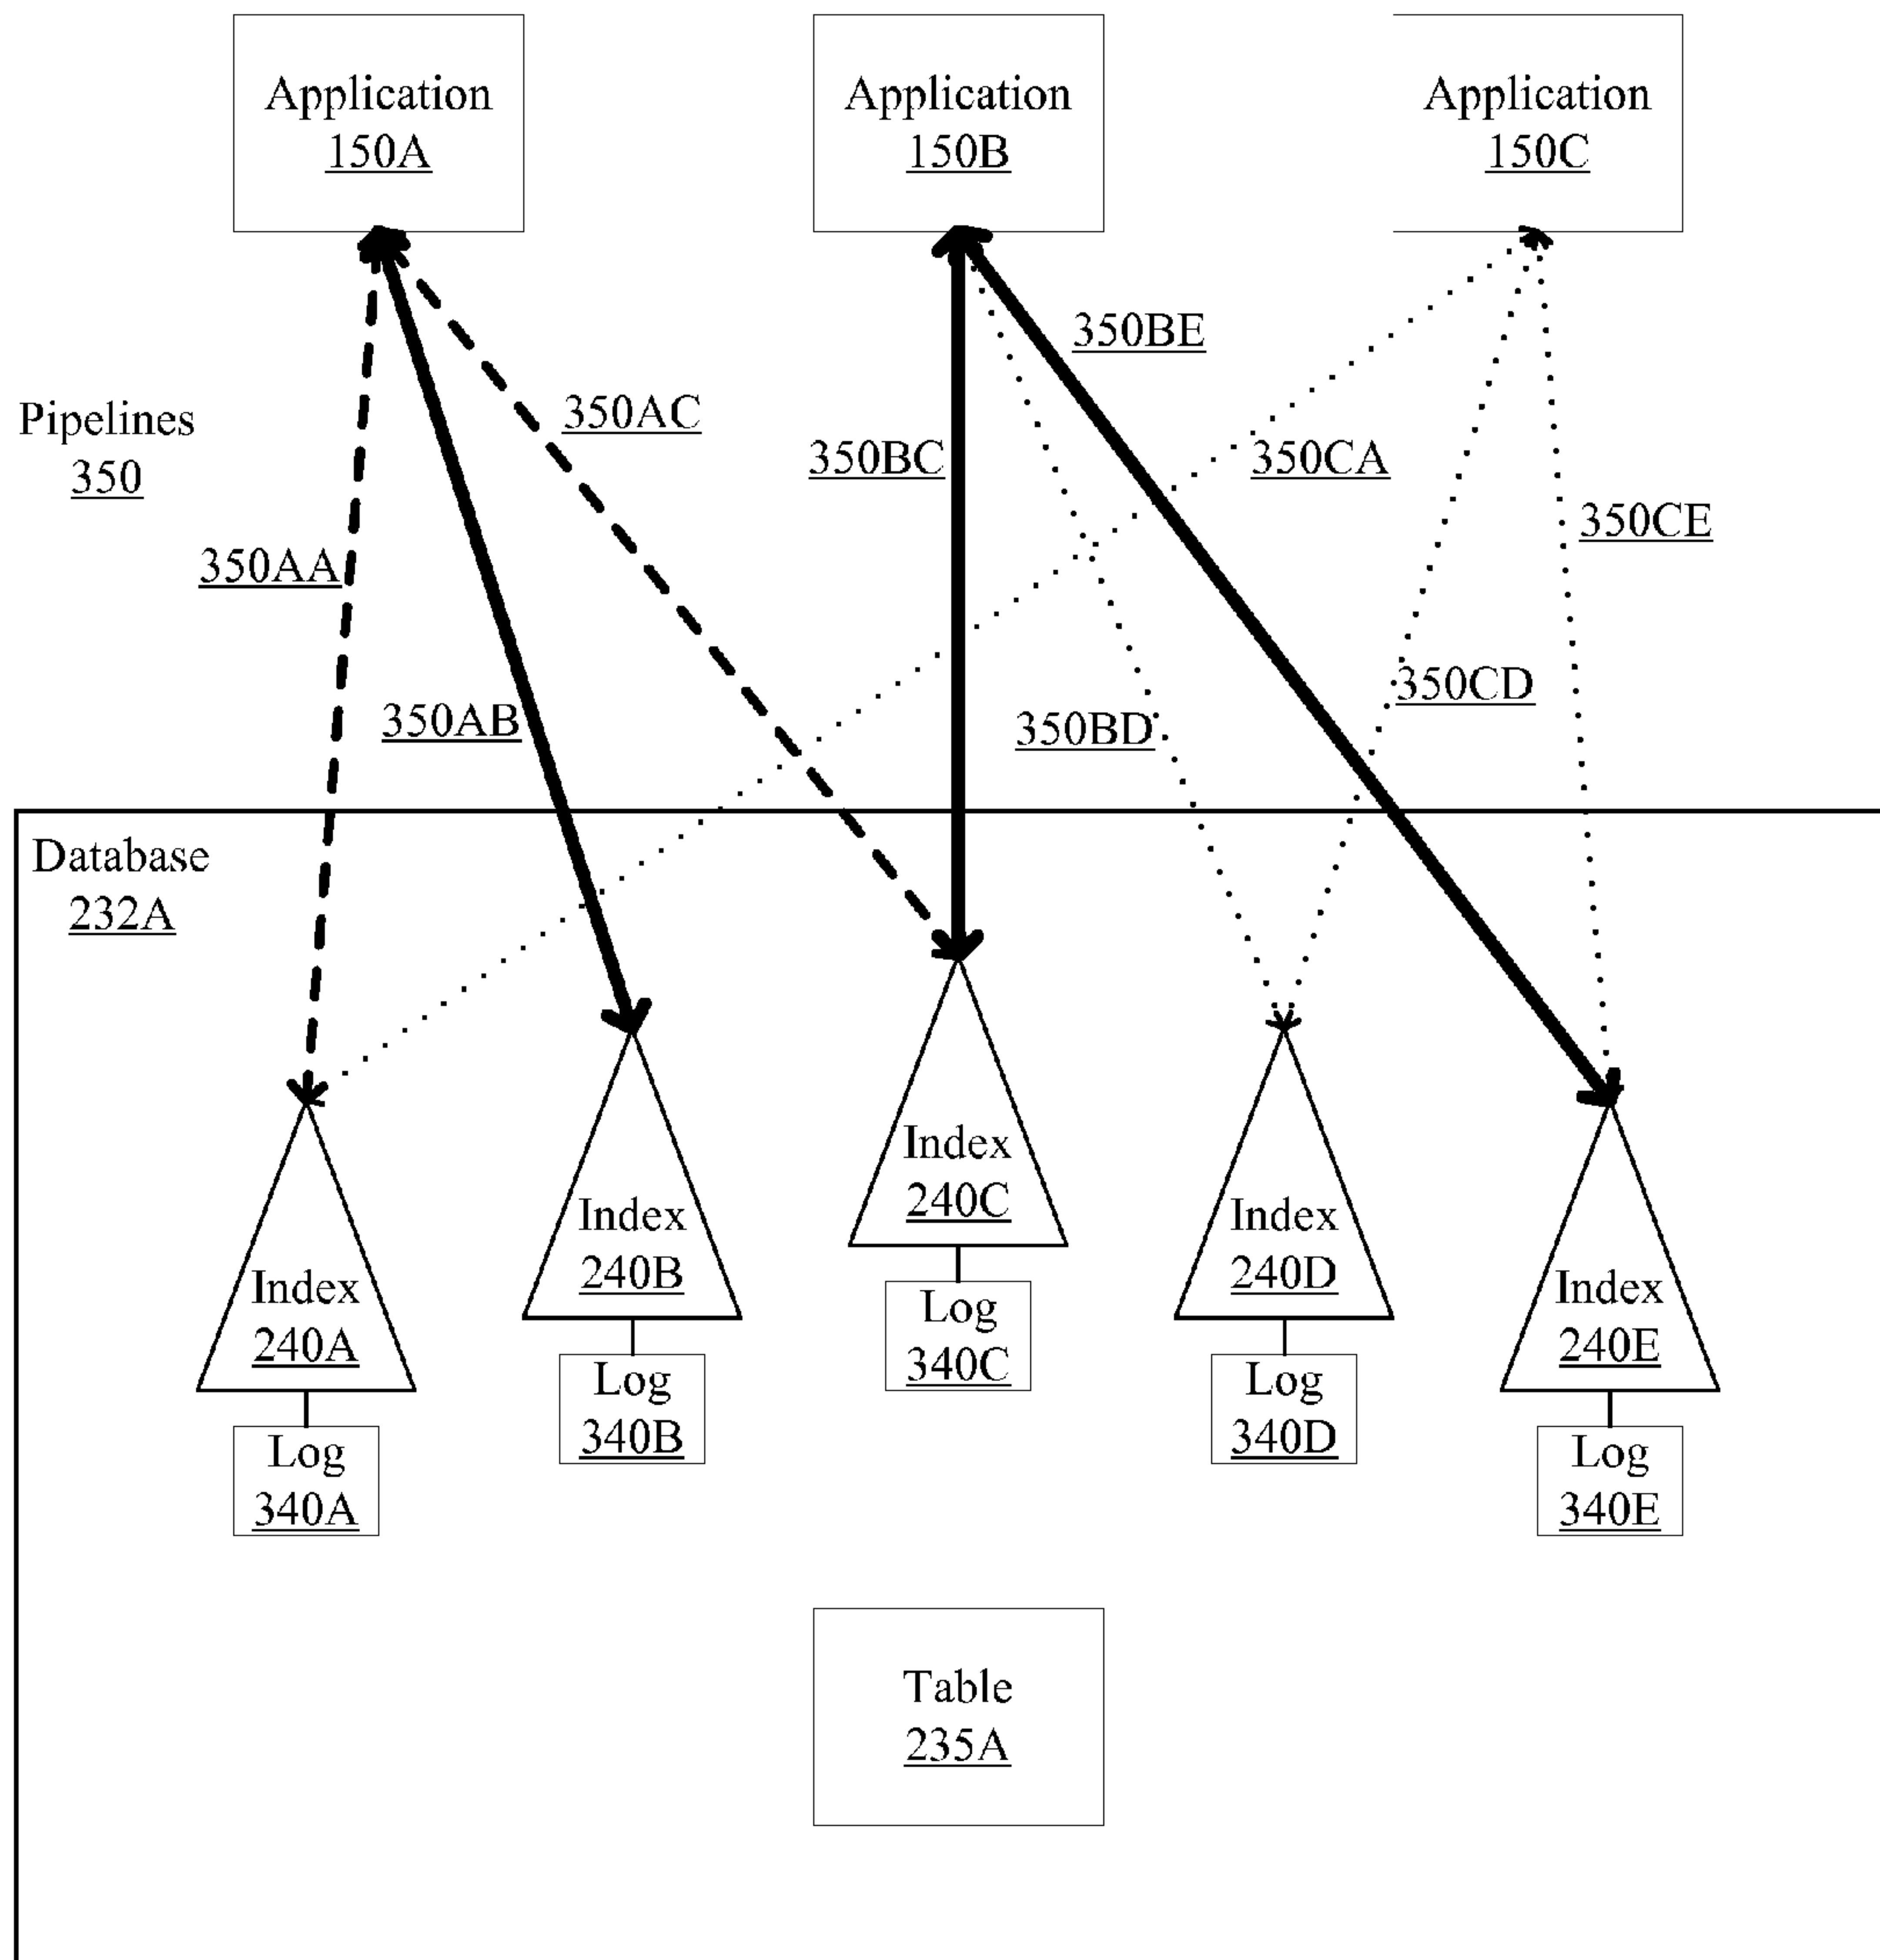 Application
150A
Application
150B
Application
150C
Pipelines
350
350AA
350AB
350AC
350BC
350BE
350BD
350CA
350CD
350CE
Database
232A
Index
240A
Index
240B
Index
240C
Index
240D
Index
240E
Log
340A
Log
340B
Log
340C
Log
340D
Log
340E
Table
235A